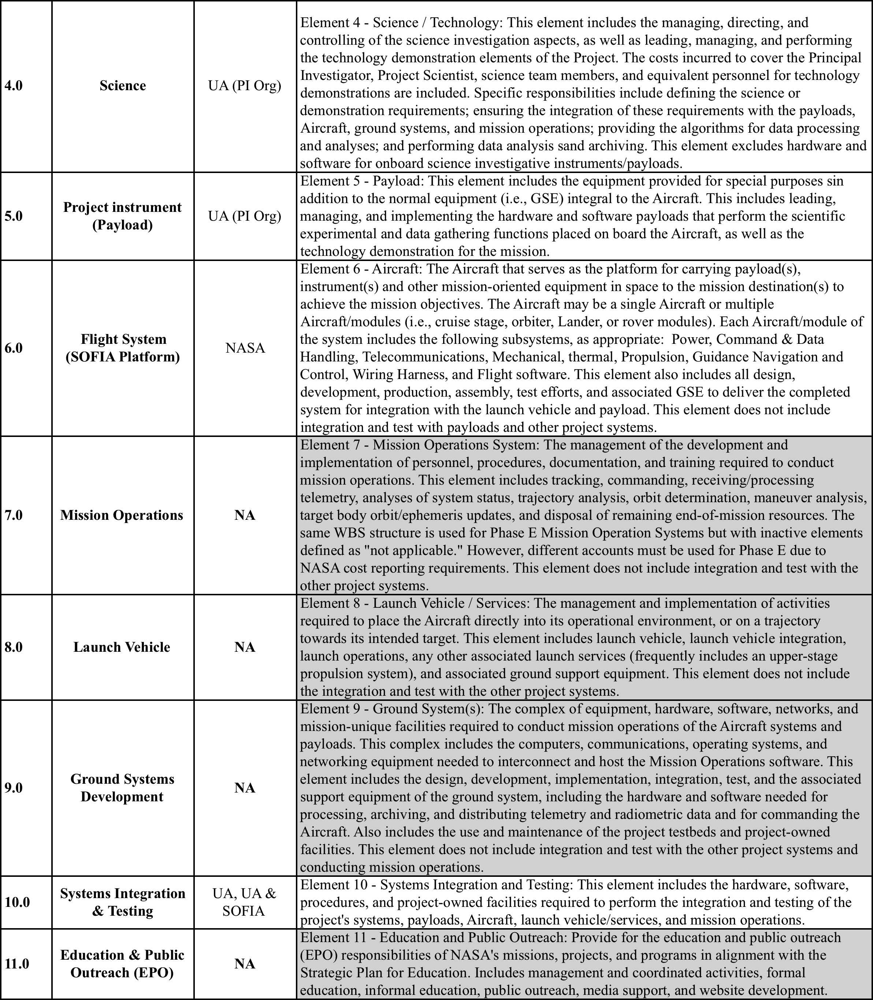 4.0
Science
UA (PI Org)
Element 4 - Science / Technology: This element includes the managing, directing, and
controlling of the science investigation aspects, as well as leading, managing, and performing
the technology demonstration elements of the Project. The costs incurred to cover the Principal
Investigator, Project Scientist, science team members, and equivalent personnel for technology
demonstrations are included. Specific responsibilities include defining the science or
demonstration requirements; ensuring the integration of these requirements with the payloads,
Aircraft, ground systems, and mission operations; providing the algorithms for data processing
and analyses; and performing data analysis sand archiving. This element excludes hardware and
software for onboard science investigative instruments/payloads.
5.0
Project instrument
(Payload)
UA (PI Org)
Element 5 - Payload: This element includes the equipment provided for special purposes sin
addition to the normal equipment (i.e., GSE) integral to the Aircraft. This includes leading,
managing, and implementing the hardware and software payloads that perform the scientific
experimental and data gathering functions placed on board the Aircraft, as well as the
technology demonstration for the mission.
6.0
Flight System
(SOFIA Platform)
NASA
Element 6 - Aircraft: The Aircraft that serves as the platform for carrying payload(s),
instrument(s) and other mission-oriented equipment in space to the mission destination(s) to
achieve the mission objectives. The Aircraft may be a single Aircraft or multiple
Aircraft/modules (i.e., cruise stage, orbiter, Lander, or rover modules). Each Aircraft/module of
the system includes the following subsystems, as appropriate:  Power, Command & Data
Handling, Telecommunications, Mechanical, thermal, Propulsion, Guidance Navigation and
Control, Wiring Harness, and Flight software. This element also includes all design,
development, production, assembly, test efforts, and associated GSE to deliver the completed
system for integration with the launch vehicle and payload. This element does not include
integration and test with payloads and other project systems.
7.0
Mission Operations
NA
Element 7 - Mission Operations System: The management of the development and
implementation of personnel, procedures, documentation, and training required to conduct
mission operations. This element includes tracking, commanding, receiving/processing
telemetry, analyses of system status, trajectory analysis, orbit determination, maneuver analysis,
target body orbit/ephemeris updates, and disposal of remaining end-of-mission resources. The
same WBS structure is used for Phase E Mission Operation Systems but with inactive elements
defined as "not applicable." However, different accounts must be used for Phase E due to
NASA cost reporting requirements. This element does not include integration and test with the
other project systems.
8.0
Launch Vehicle
NA
Element 8 - Launch Vehicle / Services: The management and implementation of activities
required to place the Aircraft directly into its operational environment, or on a trajectory
towards its intended target. This element includes launch vehicle, launch vehicle integration,
launch operations, any other associated launch services (frequently includes an upper-stage
propulsion system), and associated ground support equipment. This element does not include
the integration and test with the other project systems.
9.0
Ground Systems
Development
NA
Element 9 - Ground System(s): The complex of equipment, hardware, software, networks, and
mission-unique facilities required to conduct mission operations of the Aircraft systems and
payloads. This complex includes the computers, communications, operating systems, and
networking equipment needed to interconnect and host the Mission Operations software. This
element includes the design, development, implementation, integration, test, and the associated
support equipment of the ground system, including the hardware and software needed for
processing, archiving, and distributing telemetry and radiometric data and for commanding the
Aircraft. Also includes the use and maintenance of the project testbeds and project-owned
facilities. This element does not include integration and test with the other project systems and
conducting mission operations.
10.0
Systems Integration
& Testing
UA, UA &
SOFIA
Element 10 - Systems Integration and Testing: This element includes the hardware, software,
procedures, and project-owned facilities required to perform the integration and testing of the
project's systems, payloads, Aircraft, launch vehicle/services, and mission operations.
11.0
Education & Public
Outreach (EPO)
NA
Element 11 - Education and Public Outreach: Provide for the education and public outreach
(EPO) responsibilities of NASA's missions, projects, and programs in alignment with the
Strategic Plan for Education. Includes management and coordinated activities, formal
education, informal education, public outreach, media support, and website development.